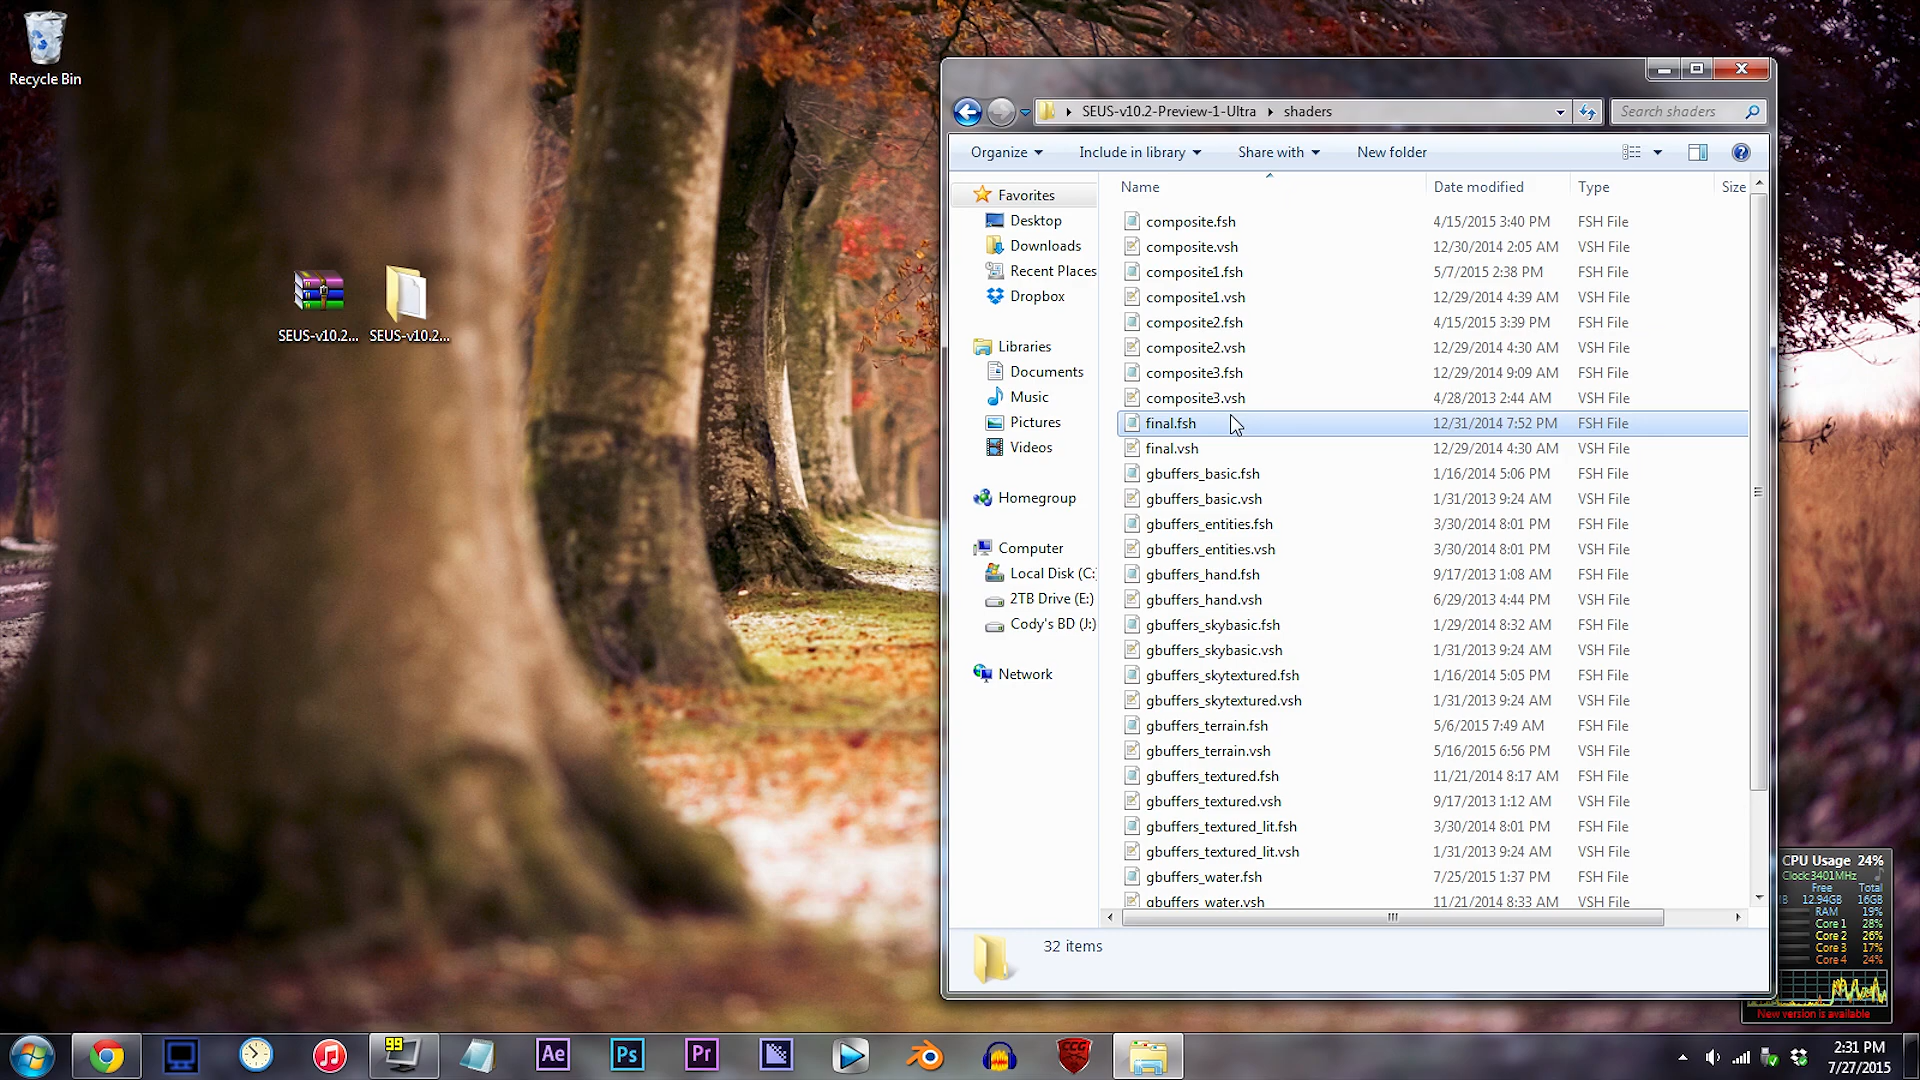 Recycle Bin
SEUS-v10.2...
SEUS-v10.2...
SEUS-v10.2-Preview-1-Ultra
shaders
Search shaders
Organize
Include in library
Share with
New folder
Favorites
Desktop
Downloads
Recent Places
Dropbox
Libraries
Documents
Music
Pictures
Videos
Homegroup
Computer
Local Disk (C:
2TB Drive (E:)
Cody's BD (J:)
Network
Name Date modified Type Size
composite.fsh 4/15/2015 3:40 PM FSH File
composite.vsh 12/30/2014 2:05 AM VSH File
composite1.fsh 5/7/2015 2:38 PM FSH File
composite1.vsh 12/29/2014 4:39 AM VSH File
composite2.fsh 4/15/2015 3:39 PM FSH File
composite2.vsh 12/29/2014 4:30 AM VSH File
composite3.fsh 12/29/2014 9:09 AM FSH File
composite3.vsh 4/28/2013 2:44 AM VSH File
final.fsh 12/31/2014 7:52 PM FSH File
final.vsh 12/29/2014 4:30 AM VSH File
gbuffers_basic.fsh 1/16/2014 5:06 PM FSH File
gbuffers_basic.vsh 1/31/2013 9:24 AM VSH File
gbuffers_entities.fsh 3/30/2014 8:01 PM FSH File
gbuffers_entities.vsh 3/30/2014 8:01 PM VSH File
gbuffers_hand.fsh 9/17/2013 1:08 AM FSH File
gbuffers_hand.vsh 6/29/2013 4:44 PM VSH File
gbuffers_skybasic.fsh 1/29/2014 8:32 AM FSH File
gbuffers_skybasic.vsh 1/31/2013 9:24 AM VSH File
gbuffers_skytextured.fsh 1/16/2014 5:05 PM FSH File
gbuffers_skytextured.vsh 1/31/2013 9:24 AM VSH File
gbuffers_terrain.fsh 5/6/2015 7:49 AM FSH File
gbuffers_terrain.vsh 5/16/2015 6:56 PM VSH File
gbuffers_textured.fsh 11/21/2014 8:17 AM FSH File
gbuffers_textured.vsh 9/17/2013 1:12 AM VSH File
gbuffers_textured_lit.fsh 3/30/2014 8:01 PM FSH File
gbuffers_textured_lit.vsh 1/31/2013 9:24 AM VSH File
gbuffers_water.fsh 7/25/2015 1:37 PM FSH File
gbuffers_water.vsh 11/21/2014 8:33 AM VSH File
32 items
CPU Usage 24%
Clock 3401MHz
Free Total
12.94GB 16GB
RAM 19%
Core 1 28%
Core 2 26%
Core 3 17%
Core 4 24%
New version is available
99
Ae
Ps
Pr
CCG
2:31 PM
7/27/2015